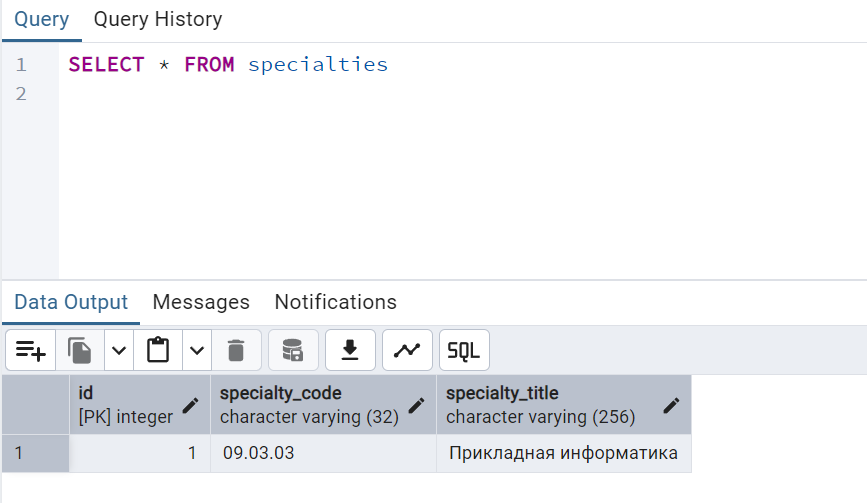 Query Query History
1 SELECT * FROM specialties
2
Data Output Messages Notifications
SQL
id specialty_code specialty_title
[PK] integer character varying (32) character varying (256)
1 1 09.03.03 Прикладная информатика